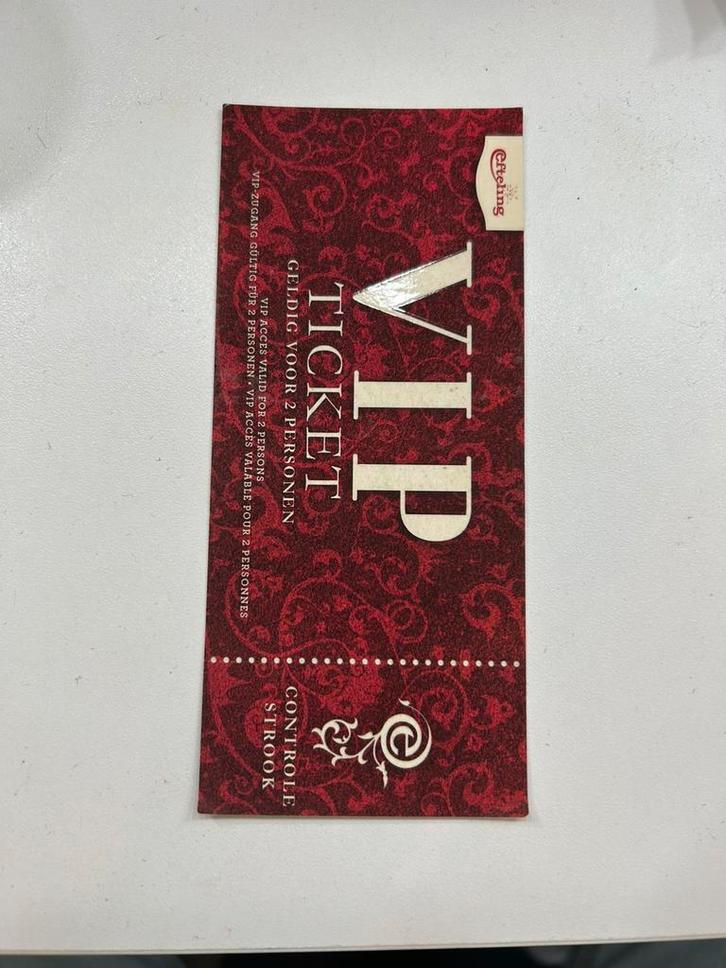 Efteling
VIP
TICKET
GELDIG VOOR 2 PERSONEN
VIP ACCES VALID FOR 2 PERSONS
VIP-ZUGANG GÜLTIG FÜR 2 PERSONEN • VIP ACCÈS VALABLE POUR 2 PERSONNES
e
CONTROLE
STROOK